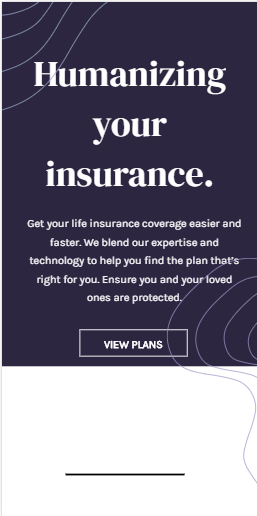 Humanizing
your
insurance.
Get your life insurance coverage easier and
faster. We blend our expertise and
technology to help you find the plan that's
right for you. Ensure you and your loved
ones are protected.
VIEW PLANS